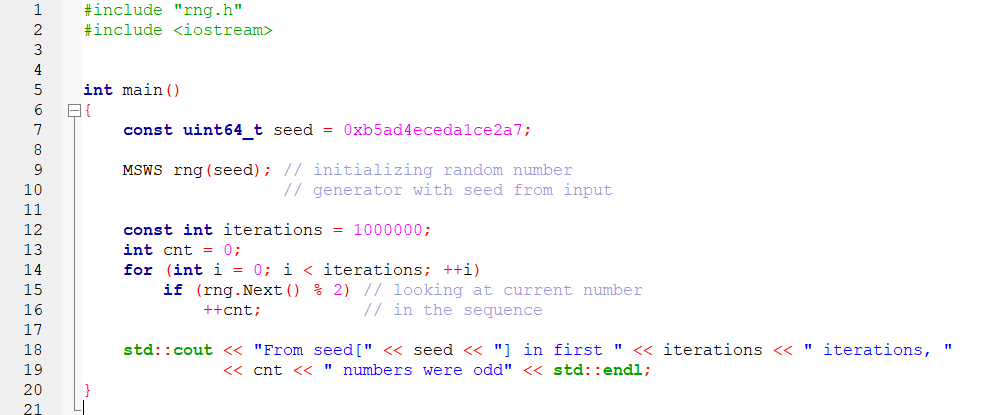 1 #include "rng.h"
2 #include <iostream>
3
4
5 int main()
6 {
7 const uint64_t seed = 0xb5ad4eceda1ce2a7;
8
9 MSWS rng(seed); // initializing random number
10 // generator with seed from input
11
12 const int iterations = 1000000;
13 int cnt = 0;
14 for (int i = 0; i < iterations; ++i)
15 if (rng.Next() % 2) // looking at current number
16 ++cnt; // in the sequence
17
18 std::cout << "From seed[" << seed << "] in first " << iterations << " iterations, "
19 << cnt << " numbers were odd" << std::endl;
20 }
21